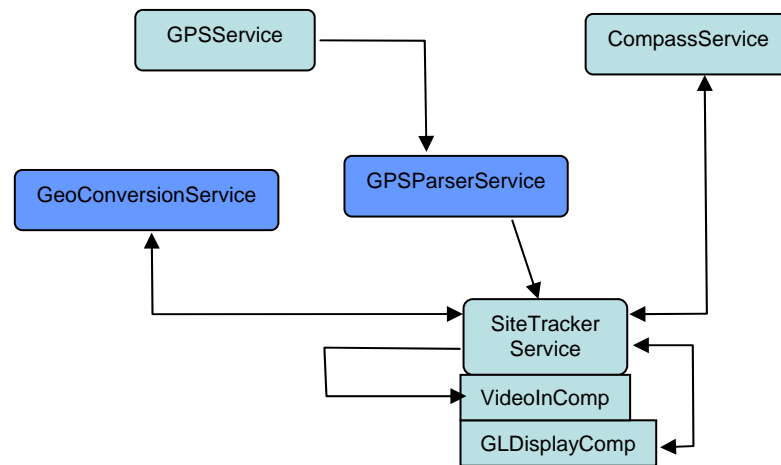 GPSService
CompassService
GeoConversionService
GPSParserService
SiteTracker
Service
VideoInComp
GLDisplayComp